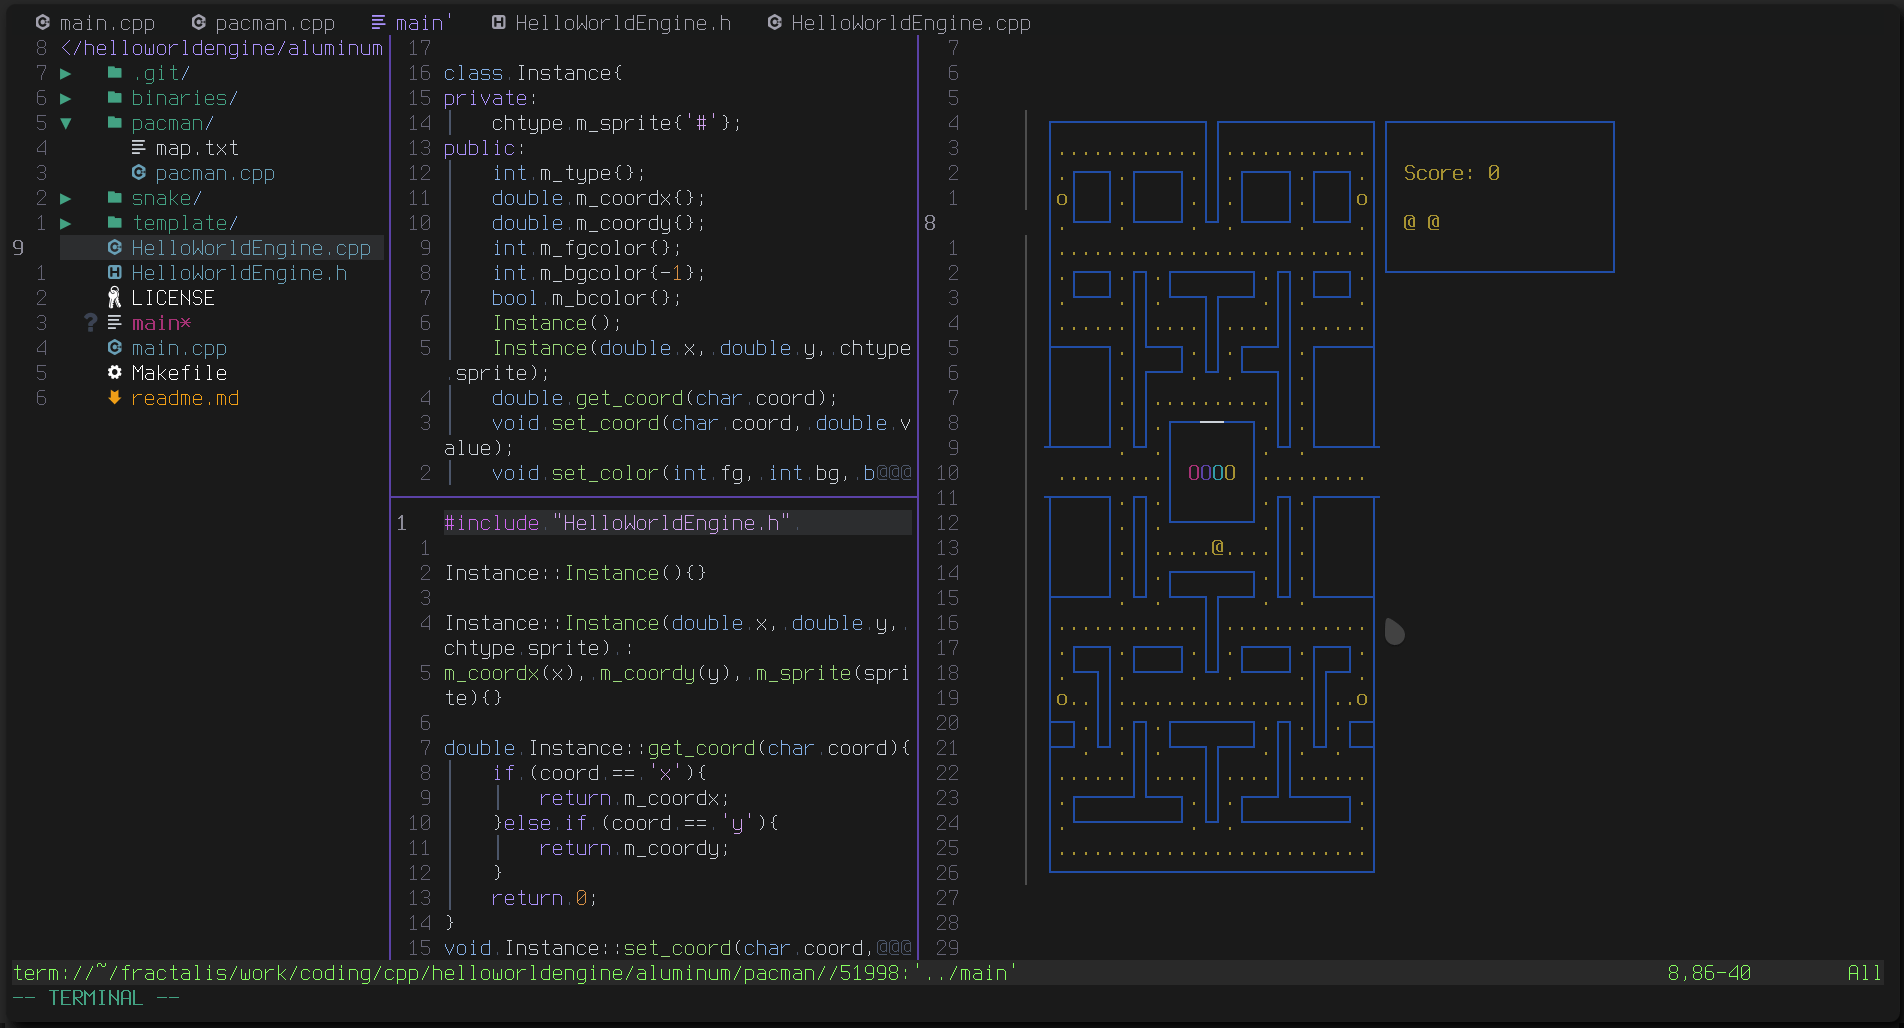 main.cpp pacman.cpp main' HelloWorldEngine.h HelloWorldEngine.cpp
8 </helloworldengine/aluminum
7 ▶ .git/
6 ▶ binaries/
5 ▼ pacman/
4 map.txt
3 pacman.cpp
2 ▶ snake/
1 ▶ template/
9 HelloWorldEngine.cpp
1 HelloWorldEngine.h
2 LICENSE
3 ? main*
4 main.cpp
5 Makefile
6 readme.md
17
16 class.Instance{
15 private:
14 │ chtype.m_sprite{'#'};
13 public:
12 │ int.m_type{};
11 │ double.m_coordx{};
10 │ double.m_coordy{};
9 │ int.m_fgcolor{};
8 │ int.m_bgcolor{-1};
7 │ bool.m_bcolor{};
6 │ Instance();
5 │ Instance(double.x,.double.y,.chtype
.sprite);
4 │ double.get_coord(char.coord);
3 │ void.set_coord(char.coord,.double.v
alue);
2 │ void.set_color(int.fg,.int.bg,.b@@@
1 #include."HelloWorldEngine.h".
1
2 Instance::Instance(){}
3
4 Instance::Instance(double.x,.double.y,.
chtype.sprite).:
5 m_coordx(x),.m_coordy(y),.m_sprite(spri
te){}
6
7 double.Instance::get_coord(char.coord){
8 │ if.(coord.==.'x'){
9 │ │ return.m_coordx;
10 │ }else.if.(coord.==.'y'){
11 │ │ return.m_coordy;
12 │ }
13 │ return.0;
14 }
15 void.Instance::set_coord(char.coord,@@@
7
6
5
4
3
2 Score: 0
1 o o
8 @ @
1
2
3
4
5
6
7
8
9
10 OOOO
11
12
13 @
14
15
16
17
18
19 o o
20
21
22
23
24
25
26
27
28
29
term://~/fractalis/work/coding/cpp/helloworldengine/aluminum/pacman//51998:'../main' 8,86-40 All
-- TERMINAL --